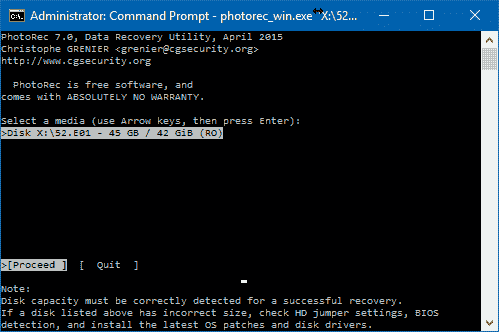 Administrator: Command Prompt - photorec_win.exe "X:\52...
PhotoRec 7.0, Data Recovery Utility, April 2015
Christophe GRENIER <grenier@cgsecurity.org>
http://www.cgsecurity.org
PhotoRec is free software, and
comes with ABSOLUTELY NO WARRANTY.
Select a media (use Arrow keys, then press Enter):
>Disk X:\52.E01 - 45 GB / 42 GiB (RO)
>[Proceed ]  [  Quit  ]
Note:
Disk capacity must be correctly detected for a successful recovery.
If a disk listed above has incorrect size, check HD jumper settings, BIOS
detection, and install the latest OS patches and disk drivers.